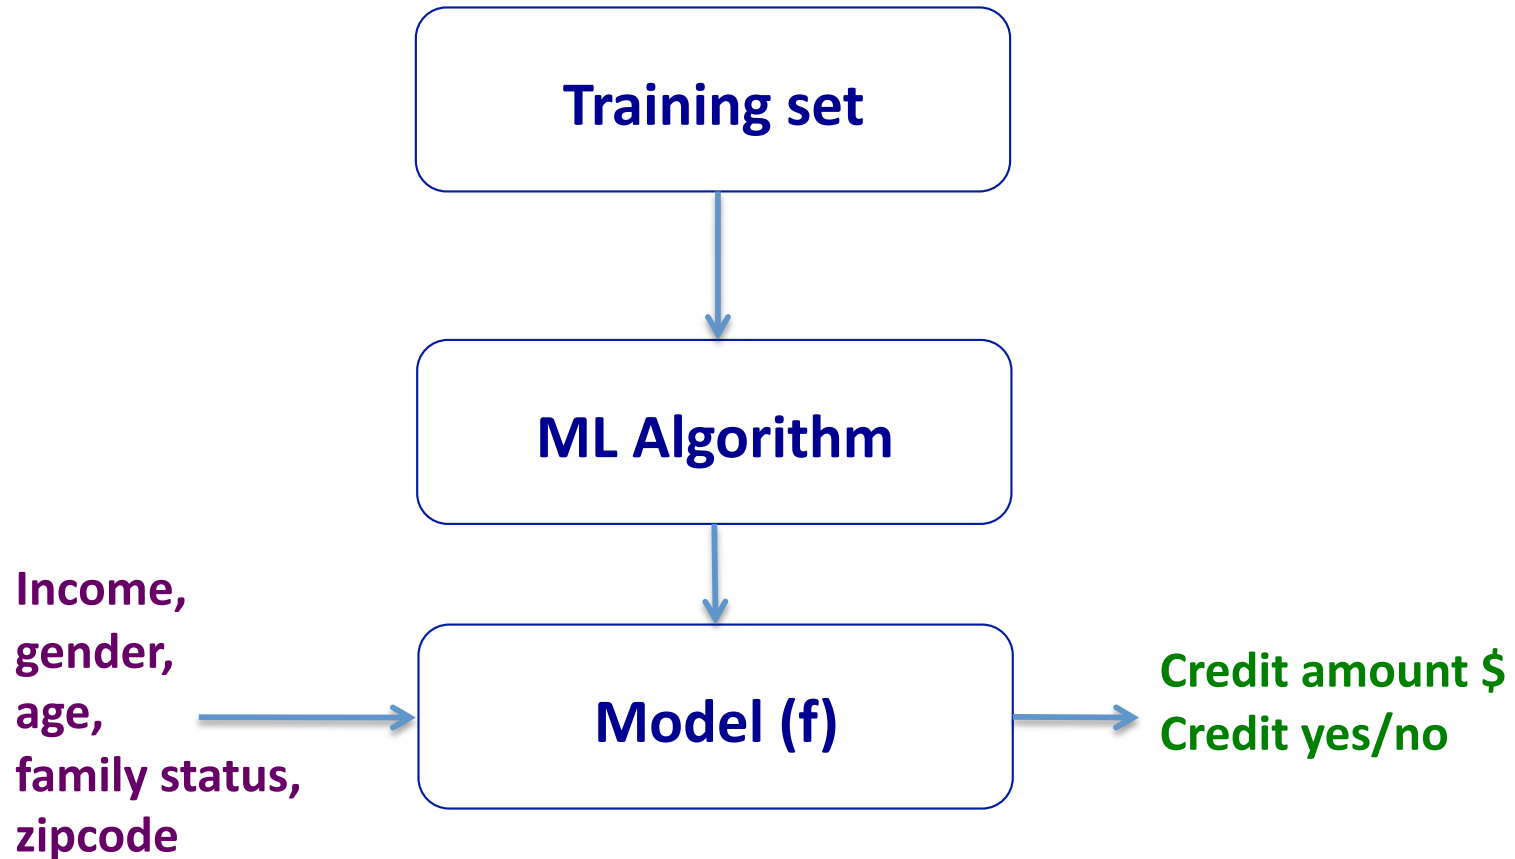 Training set
ML Algorithm
Income,
gender,
age,
family status,
zipcode
Model (f)
Credit amount $
Credit yes/no